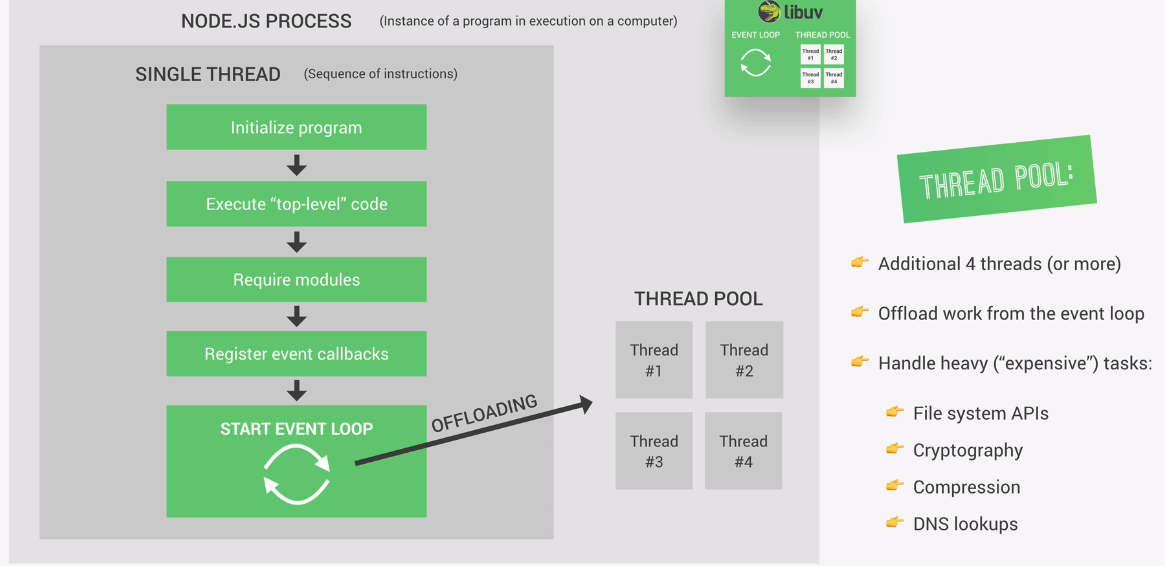 NODE.JS PROCESS (Instance of a program in execution on a computer)
SINGLE THREAD (Sequence of instructions)
Initialize program
Execute “top-level” code
Require modules
Register event callbacks
START EVENT LOOP
OFFLOADING
THREAD POOL
Thread #1
Thread #2
Thread #3
Thread #4
libuv
EVENT LOOP
THREAD POOL
Thread #1
Thread #2
Thread #3
Thread #4
THREAD POOL:
Additional 4 threads (or more)
Offload work from the event loop
Handle heavy (“expensive”) tasks:
File system APIs
Cryptography
Compression
DNS lookups